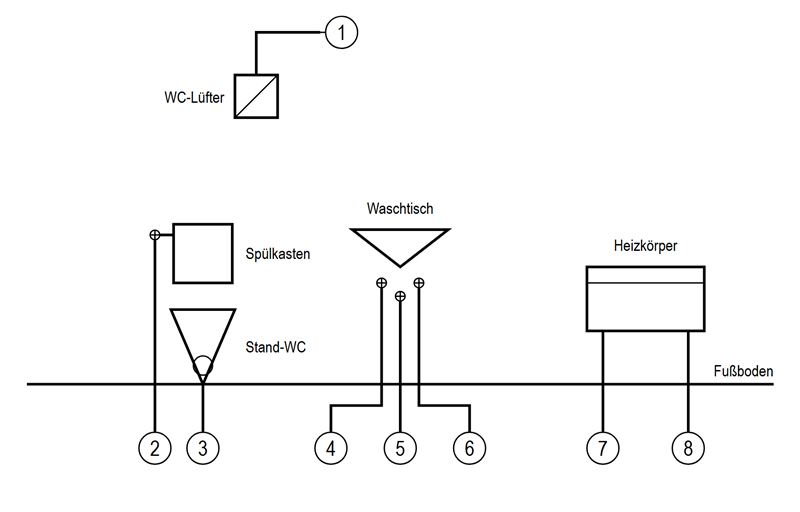 1
WC-Lüfter
Waschtisch
Spülkasten
Heizkörper
Stand-WC
Fußboden
2 3 4 5 6 7 8